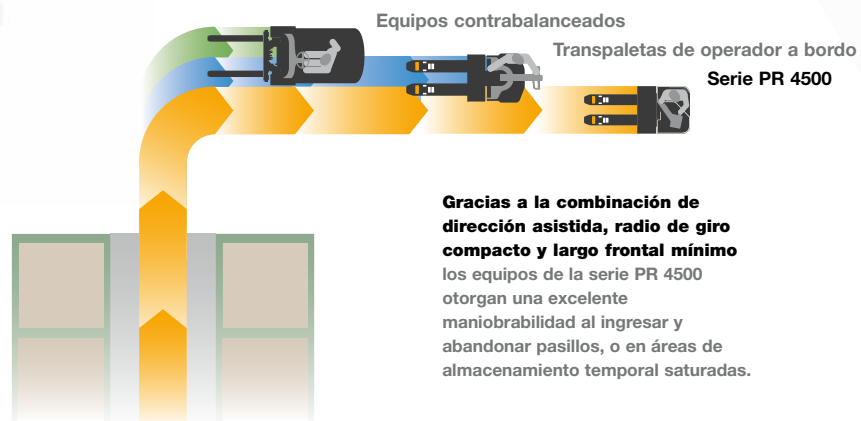 Equipos contrabalanceados
Transpaletas de operador a bordo
Serie PR 4500
Gracias a la combinación de
dirección asistida, radio de giro
compacto y largo frontal mínimo
los equipos de la serie PR 4500
otorgan una excelente
maniobrabilidad al ingresar y
abandonar pasillos, o en áreas de
almacenamiento temporal saturadas.